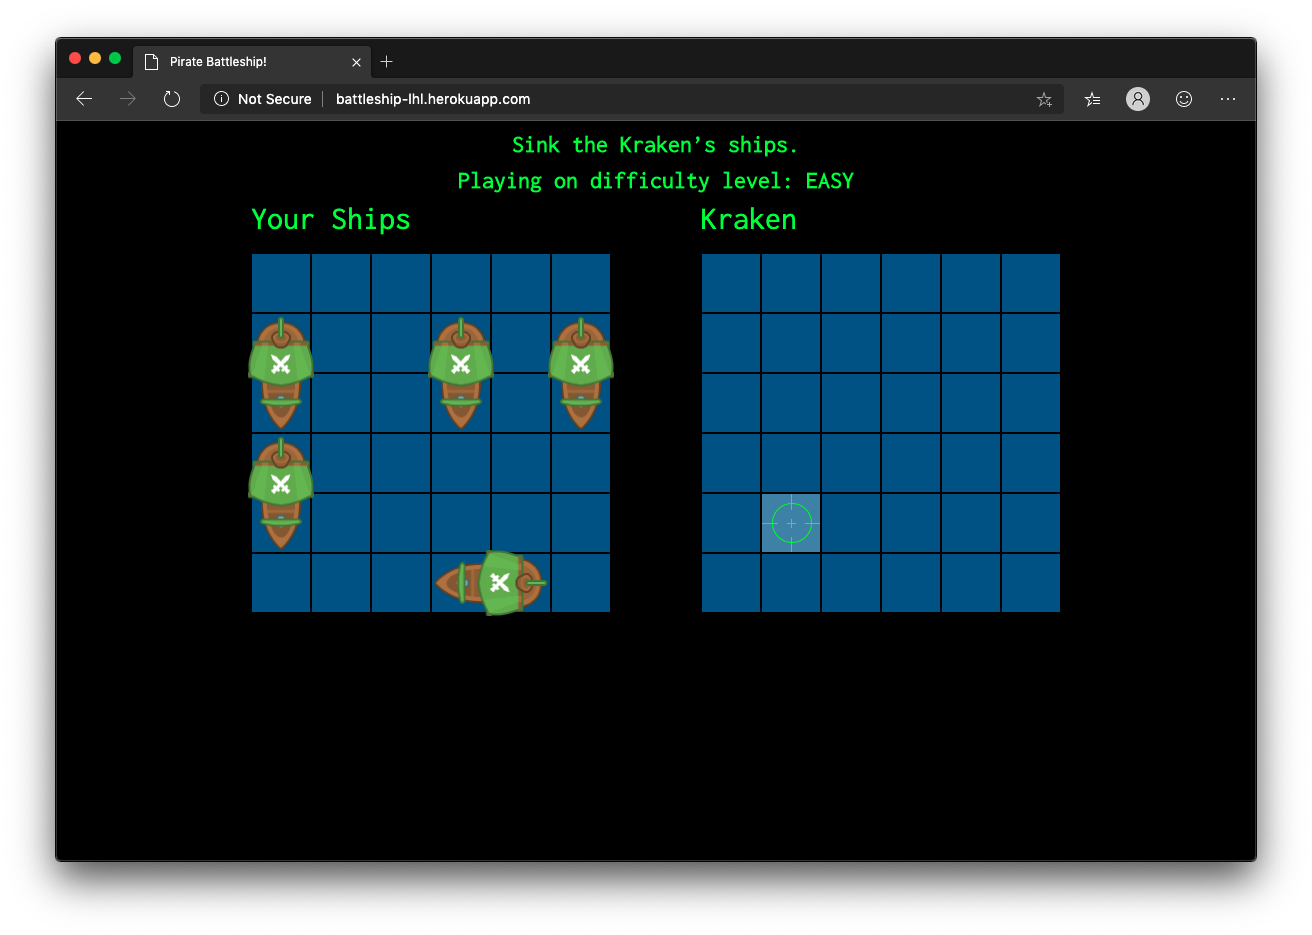 Pirate Battleship!
Not Secure battleship-lhl.herokuapp.com
Sink the Kraken’s ships.
Playing on difficulty level: EASY
Your Ships
Kraken